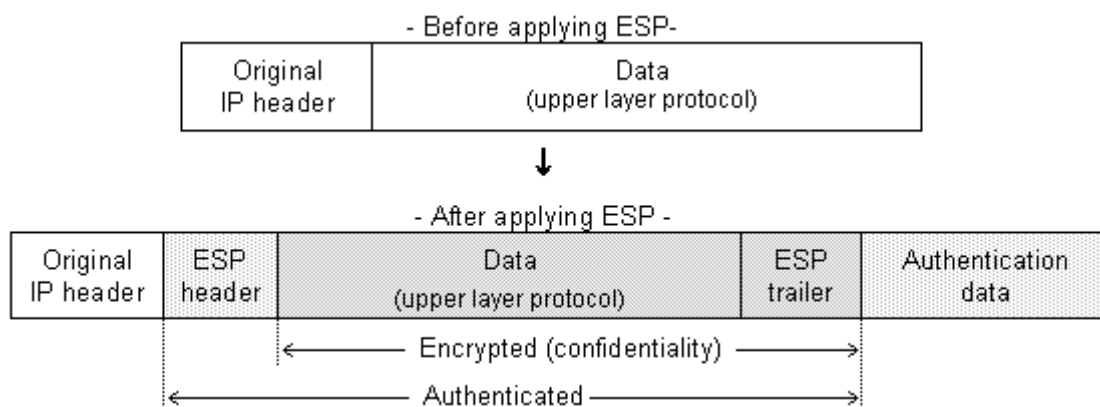 - Before applying ESP-
Original
IP header
Data
(upper layer protocol)
- After applying ESP -
Original
IP header
ESP
header
Data
(upper layer protocol)
ESP
trailer
Authentication
data
Encrypted (confidentiality)
Authenticated